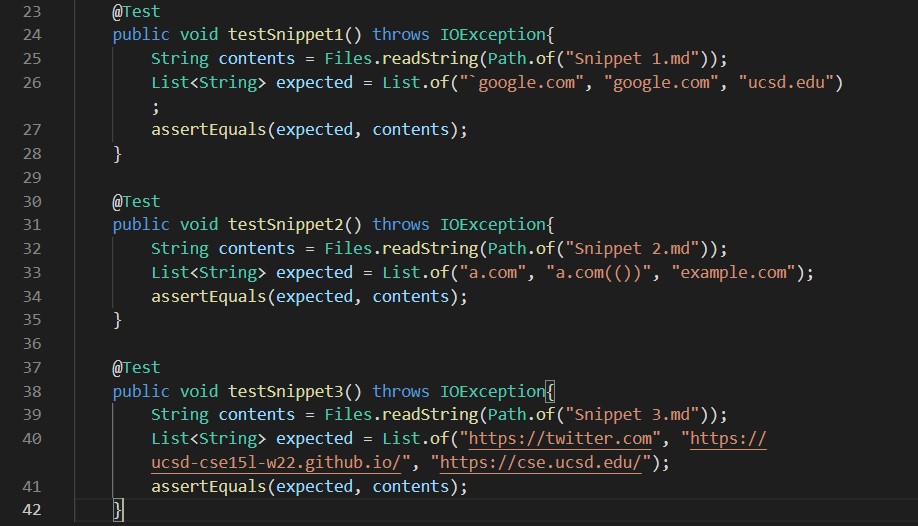 23 @Test
24 public void testSnippet1() throws IOException{
25 String contents = Files.readString(Path.of("Snippet 1.md"));
26 List<String> expected = List.of("`google.com", "google.com", "ucsd.edu")
;
27 assertEquals(expected, contents);
28 }
29
30 @Test
31 public void testSnippet2() throws IOException{
32 String contents = Files.readString(Path.of("Snippet 2.md"));
33 List<String> expected = List.of("a.com", "a.com(())", "example.com");
34 assertEquals(expected, contents);
35 }
36
37 @Test
38 public void testSnippet3() throws IOException{
39 String contents = Files.readString(Path.of("Snippet 3.md"));
40 List<String> expected = List.of("https://twitter.com", "https://
ucsd-cse15l-w22.github.io/", "https://cse.ucsd.edu/");
41 assertEquals(expected, contents);
42 }